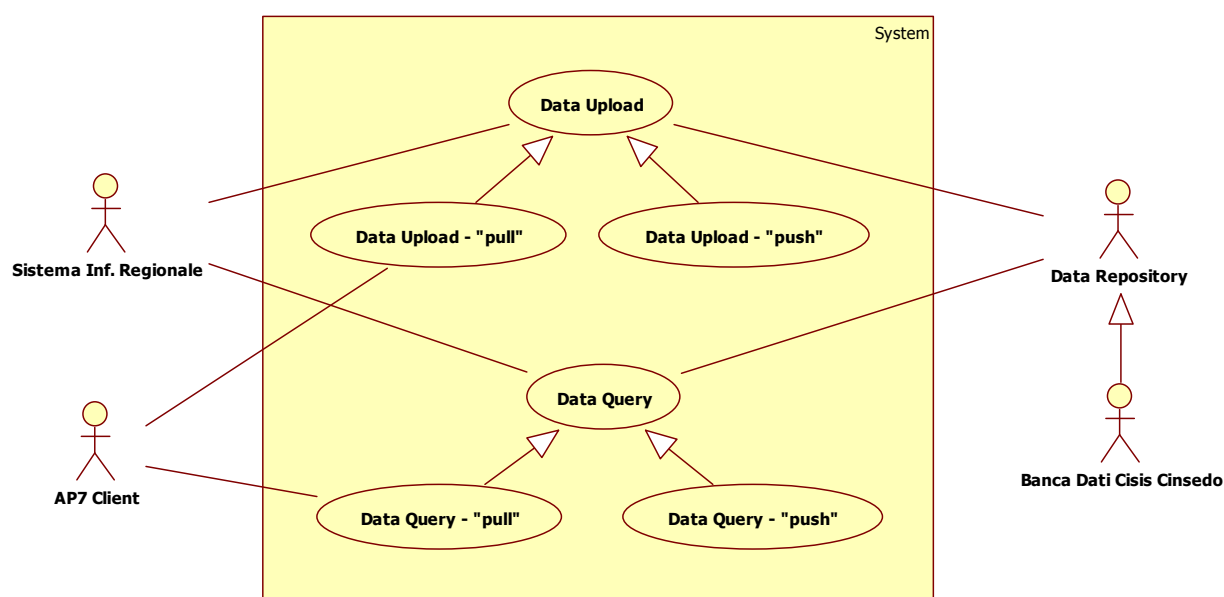 System
Data Upload
Data Upload - "pull"
Data Upload - "push"
Sistema Inf. Regionale
Data Repository
Data Query
AP7 Client
Banca Dati Cisis Cinsedo
Data Query - "pull"
Data Query - "push"